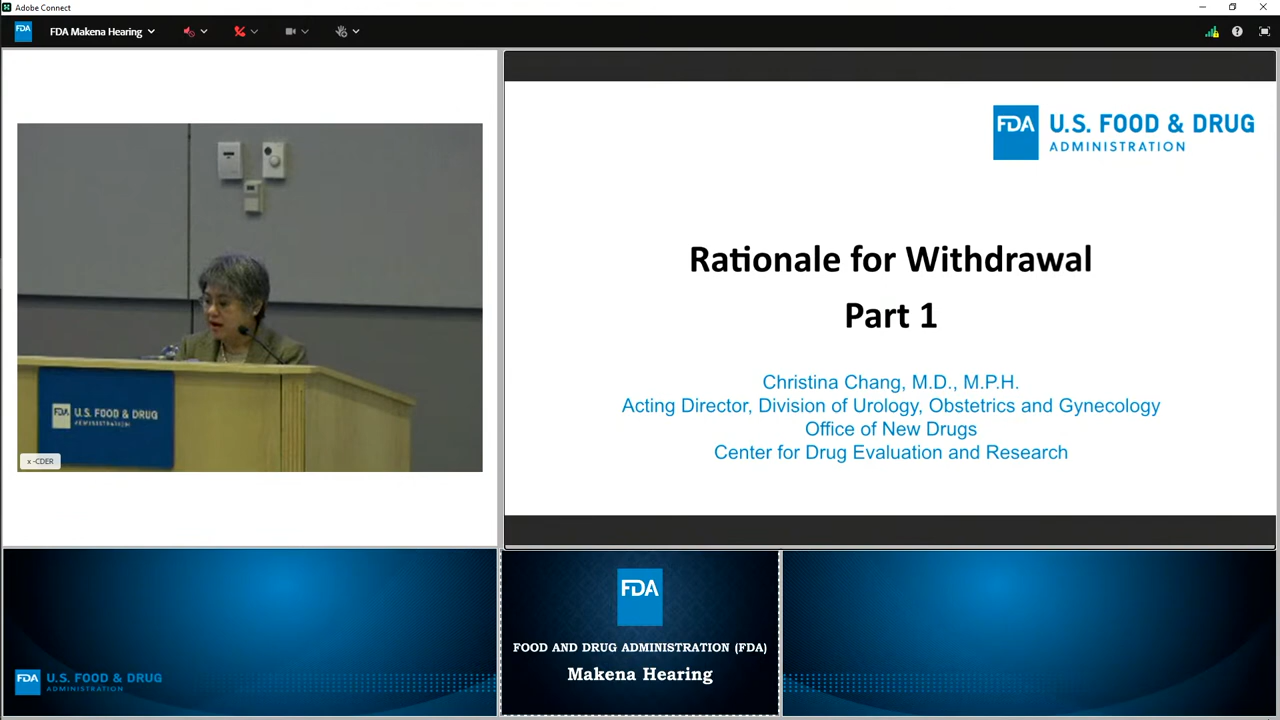 Adobe Connect
FDA
FDA Makena Hearing
FDA U.S. FOOD & DRUG
ADMINISTRATION
Rationale for Withdrawal
Part 1
Christina Chang, M.D., M.P.H.
Acting Director, Division of Urology, Obstetrics and Gynecology
Office of New Drugs
Center for Drug Evaluation and Research
FDA U.S. FOOD & DRUG
ADMINISTRATION
x -CDER
FDA
FOOD AND DRUG ADMINISTRATION (FDA)
Makena Hearing
FDA U.S. FOOD & DRUG
ADMINISTRATION